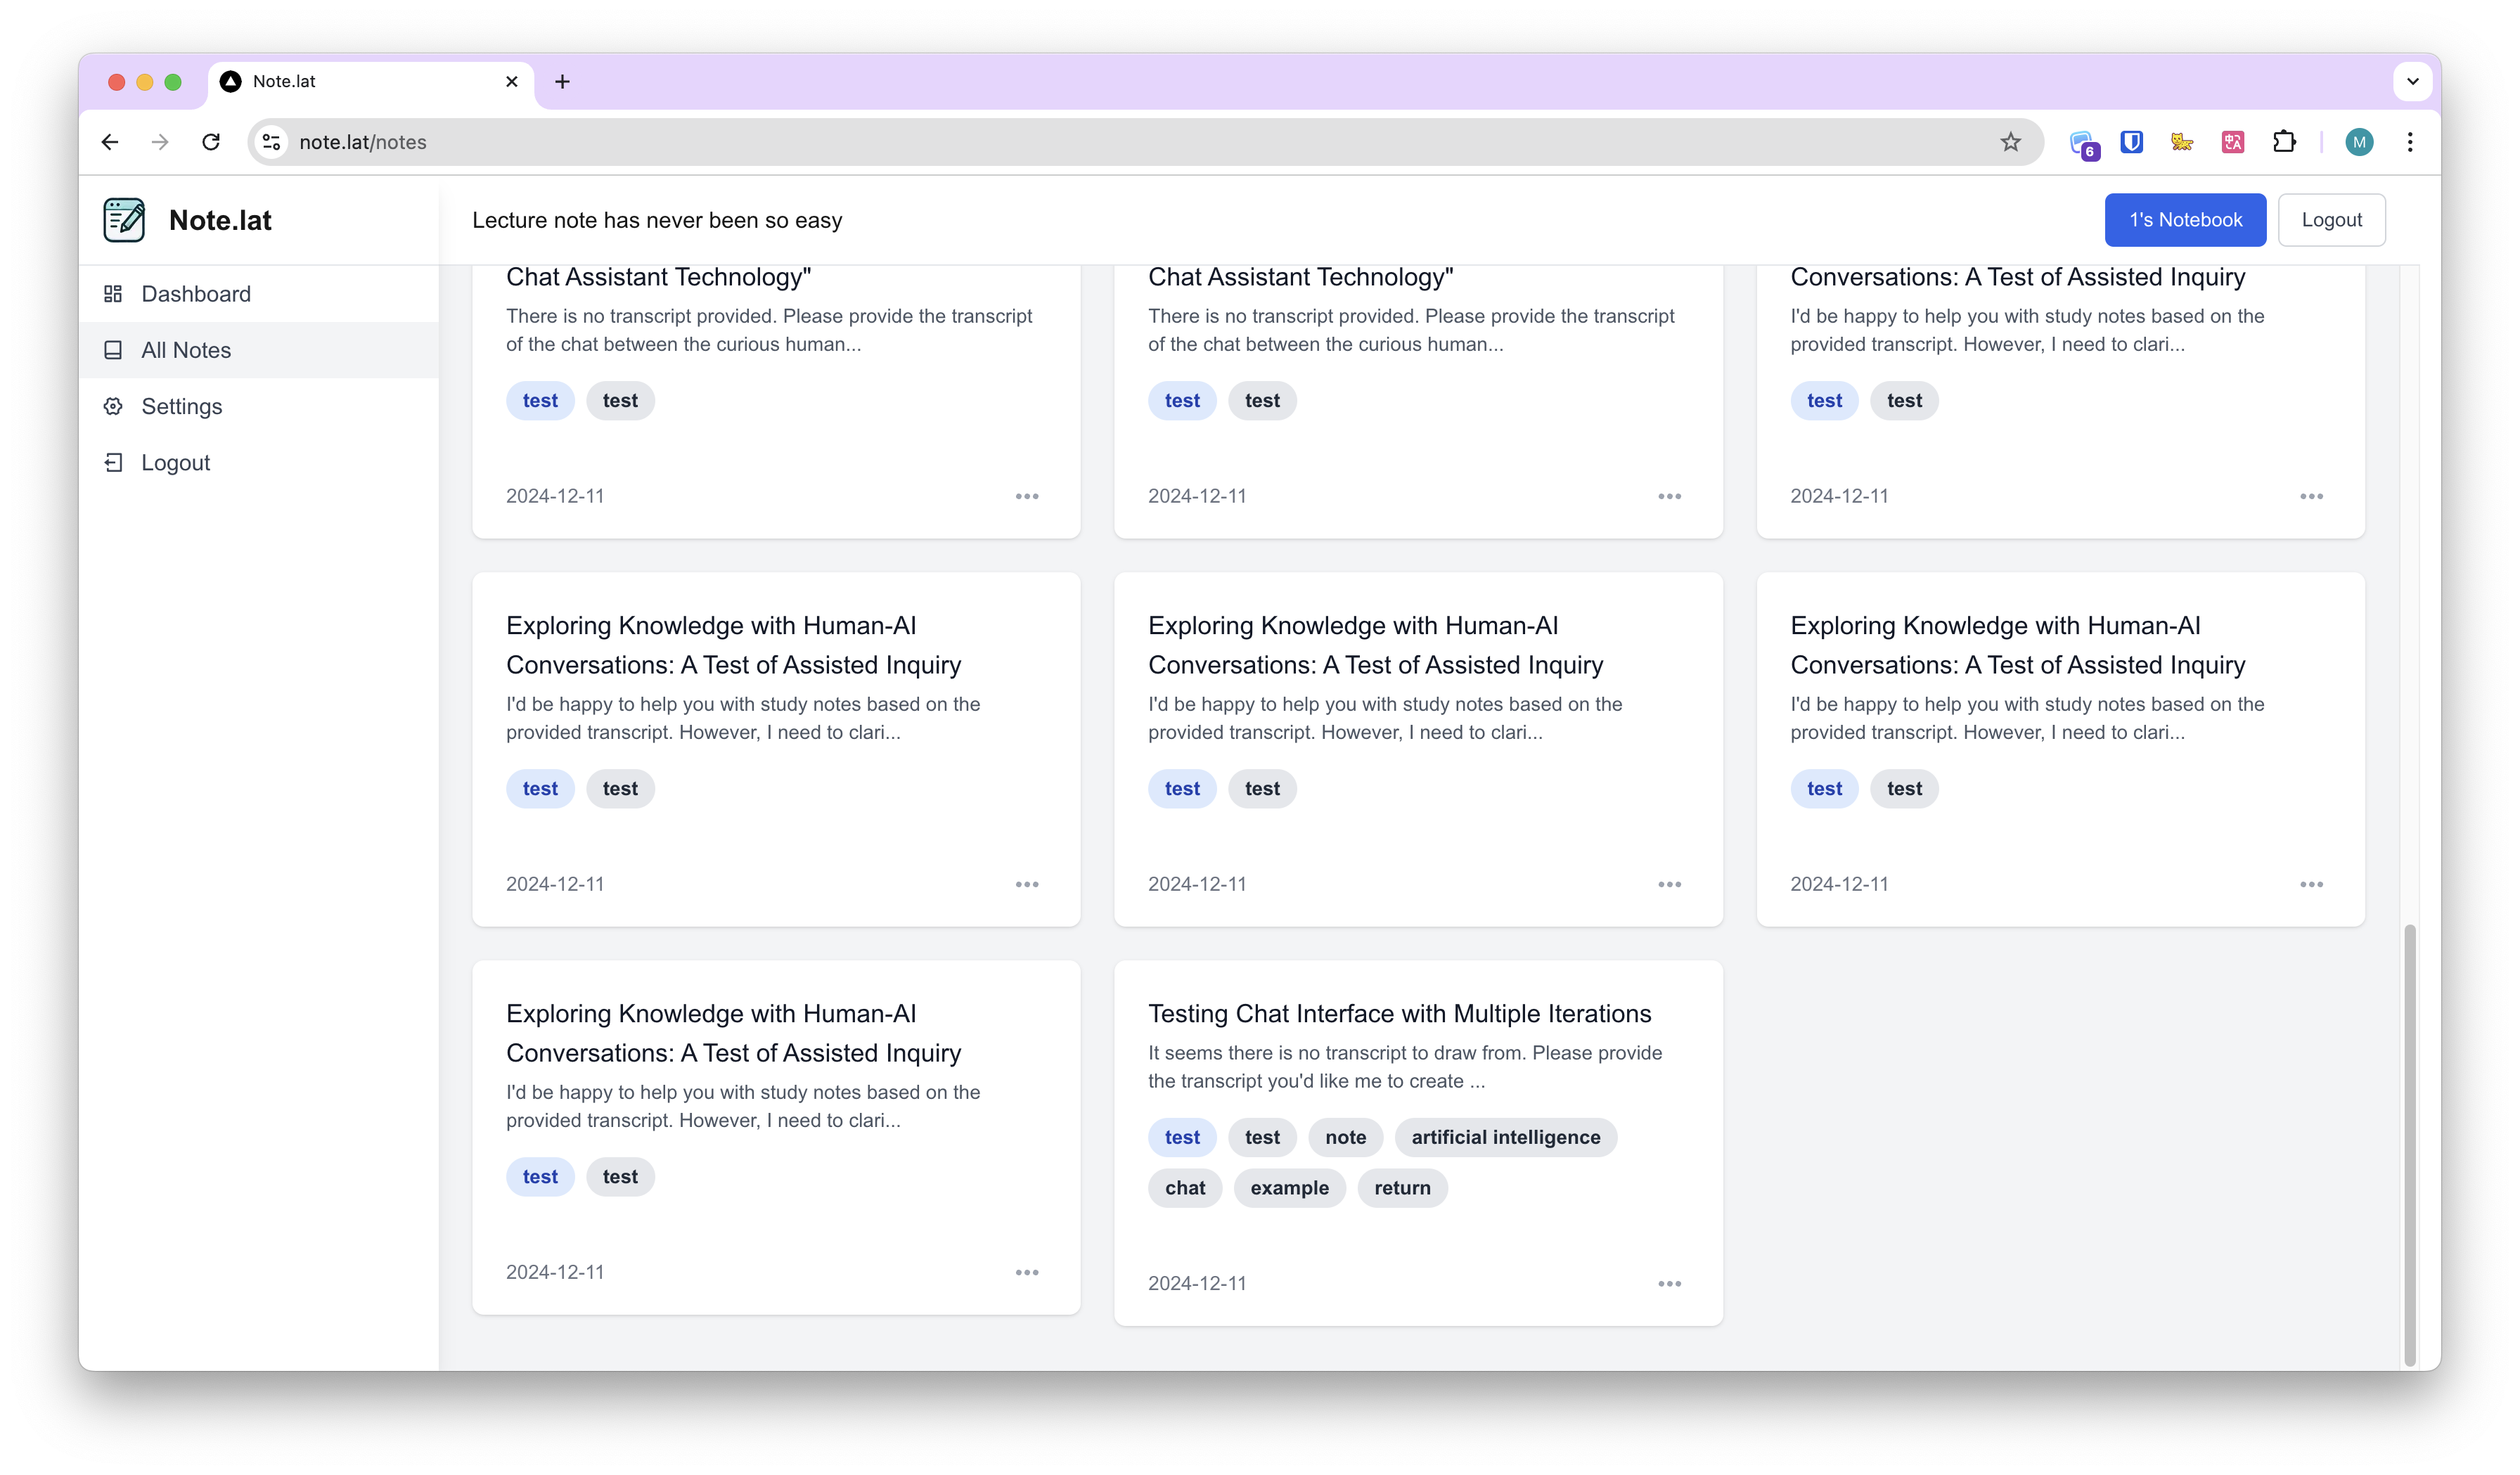 Note.lat
note.lat/notes
6
M
Note.lat
Lecture note has never been so easy
1's Notebook
Logout
Dashboard
All Notes
Settings
Logout
Chat Assistant Technology"
There is no transcript provided. Please provide the transcript
of the chat between the curious human...
test test
2024-12-11
Chat Assistant Technology"
There is no transcript provided. Please provide the transcript
of the chat between the curious human...
test test
2024-12-11
Conversations: A Test of Assisted Inquiry
I'd be happy to help you with study notes based on the
provided transcript. However, I need to clari...
test test
2024-12-11
Exploring Knowledge with Human-AI
Conversations: A Test of Assisted Inquiry
I'd be happy to help you with study notes based on the
provided transcript. However, I need to clari...
test test
2024-12-11
Exploring Knowledge with Human-AI
Conversations: A Test of Assisted Inquiry
I'd be happy to help you with study notes based on the
provided transcript. However, I need to clari...
test test
2024-12-11
Exploring Knowledge with Human-AI
Conversations: A Test of Assisted Inquiry
I'd be happy to help you with study notes based on the
provided transcript. However, I need to clari...
test test
2024-12-11
Exploring Knowledge with Human-AI
Conversations: A Test of Assisted Inquiry
I'd be happy to help you with study notes based on the
provided transcript. However, I need to clari...
test test
2024-12-11
Testing Chat Interface with Multiple Iterations
It seems there is no transcript to draw from. Please provide
the transcript you'd like me to create ...
test test note artificial intelligence
chat example return
2024-12-11